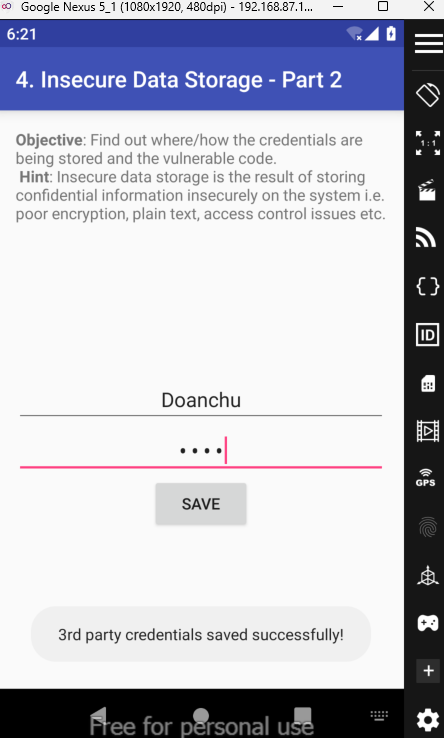 Google Nexus 5_1 (1080x1920, 480dpi) - 192.168.87.1...
6:21
4. Insecure Data Storage - Part 2
Objective: Find out where/how the credentials are
being stored and the vulnerable code.
Hint: Insecure data storage is the result of storing
confidential information insecurely on the system i.e.
poor encryption, plain text, access control issues etc.
Doanchu
••••
SAVE
3rd party credentials saved successfully!
Free for personal use
1:1
ID
GPS